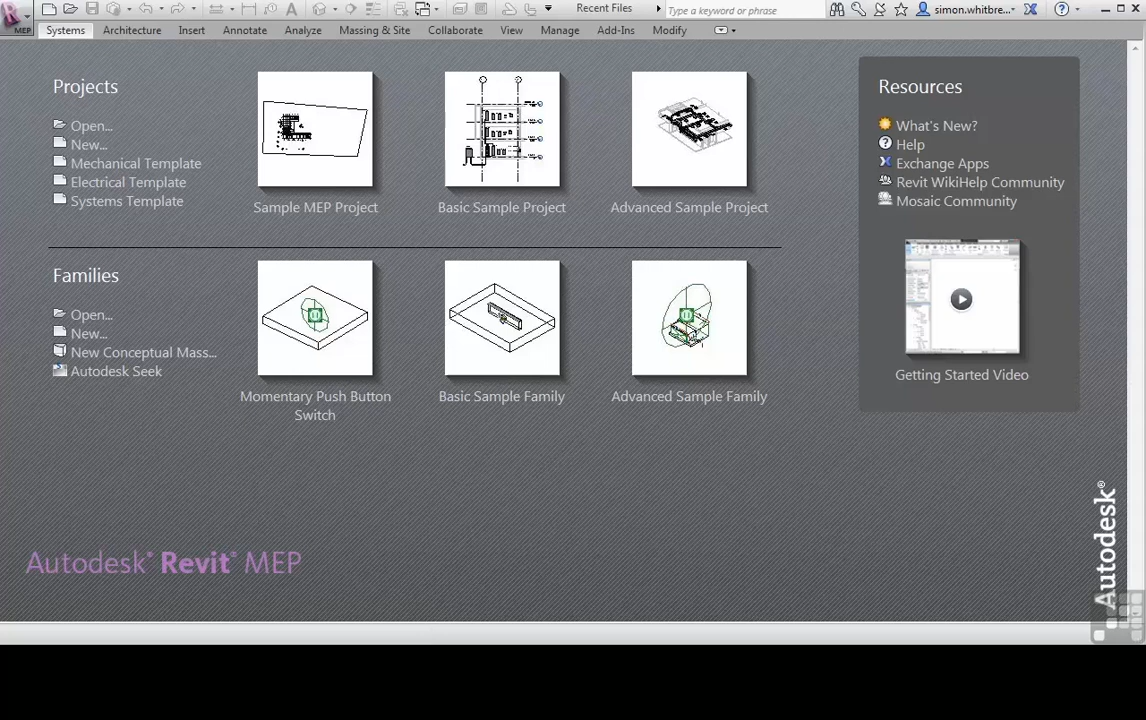 Recent Files
Type a keyword or phrase
simon.whitbre...
MEP
Systems Architecture Insert Annotate Analyze Massing & Site Collaborate View Manage Add-Ins Modify
Projects
Open...
New...
Mechanical Template
Electrical Template
Systems Template
Sample MEP Project
Basic Sample Project
Advanced Sample Project
Families
Open...
New...
New Conceptual Mass...
Autodesk Seek
Momentary Push Button
Switch
Basic Sample Family
Advanced Sample Family
Resources
What's New?
Help
Exchange Apps
Revit WikiHelp Community
Mosaic Community
Getting Started Video
Autodesk® Revit® MEP
Autodesk®